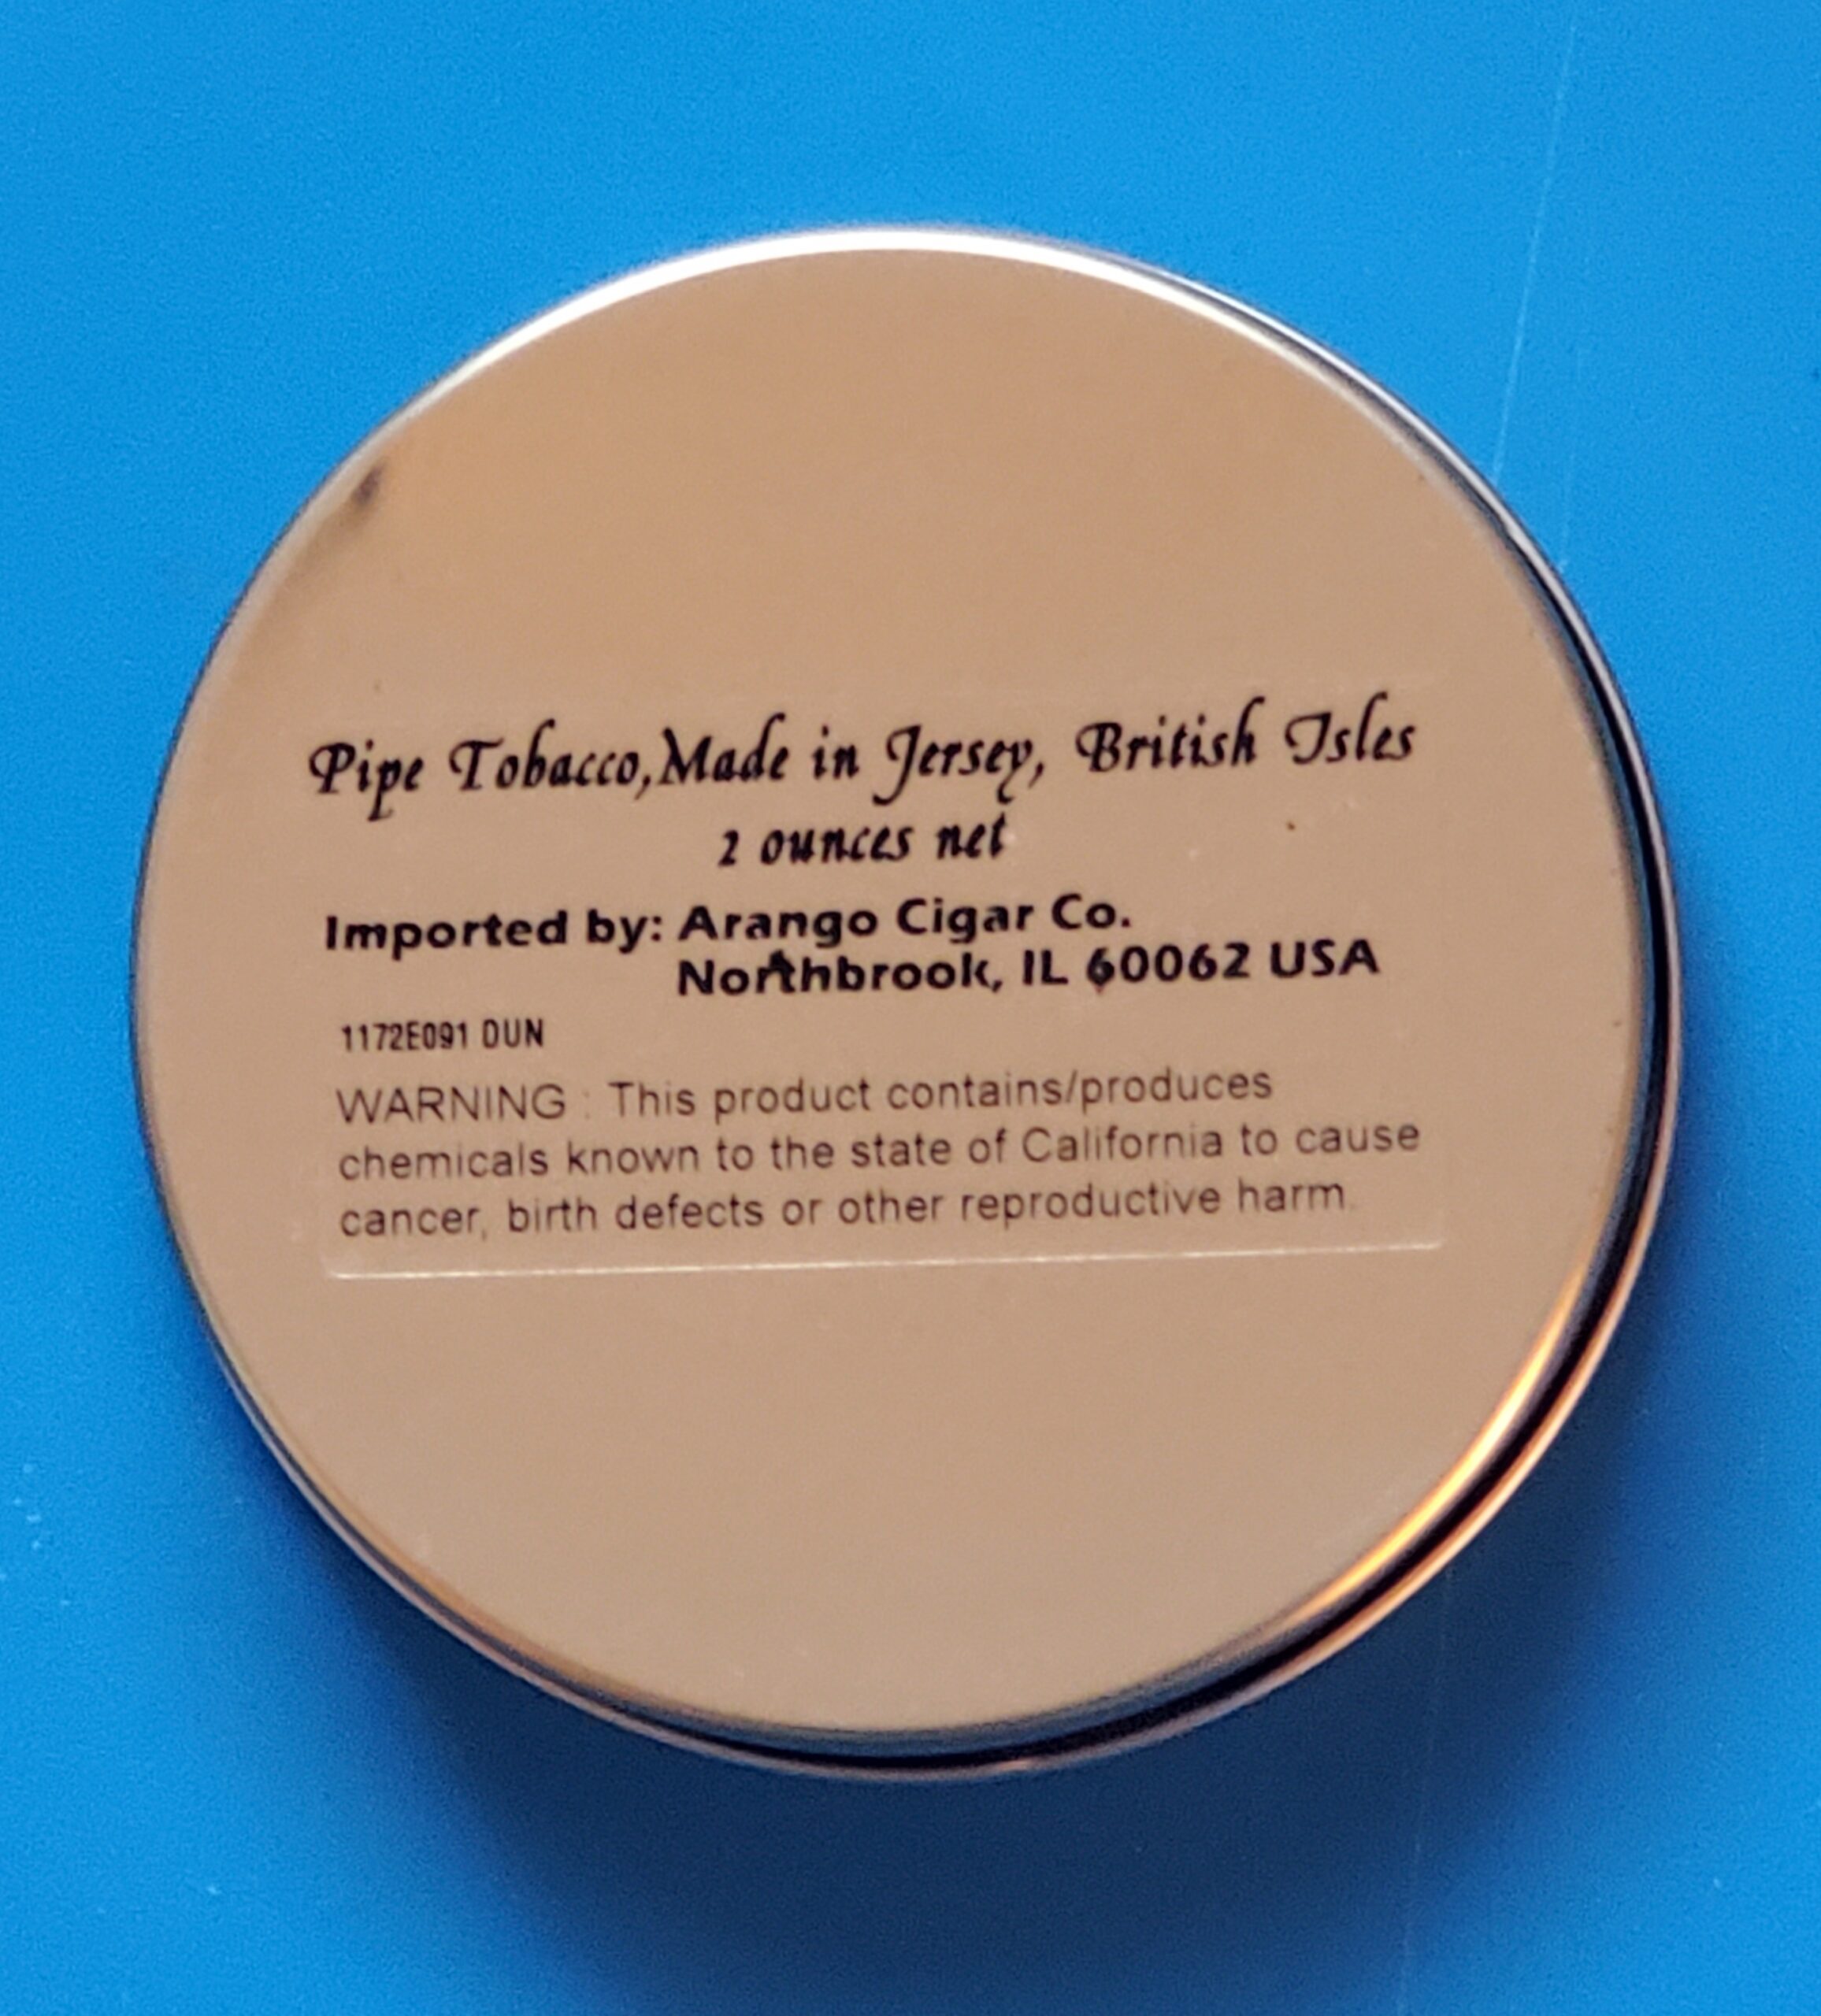 Pipe Tobacco,Made in Jersey, British Isles
2 ounces net
Imported by: Arango Cigar Co.
Northbrook, IL 60062 USA
1172E091 DUN
WARNING : This product contains/produces
chemicals known to the state of California to cause
cancer, birth defects or other reproductive harm.